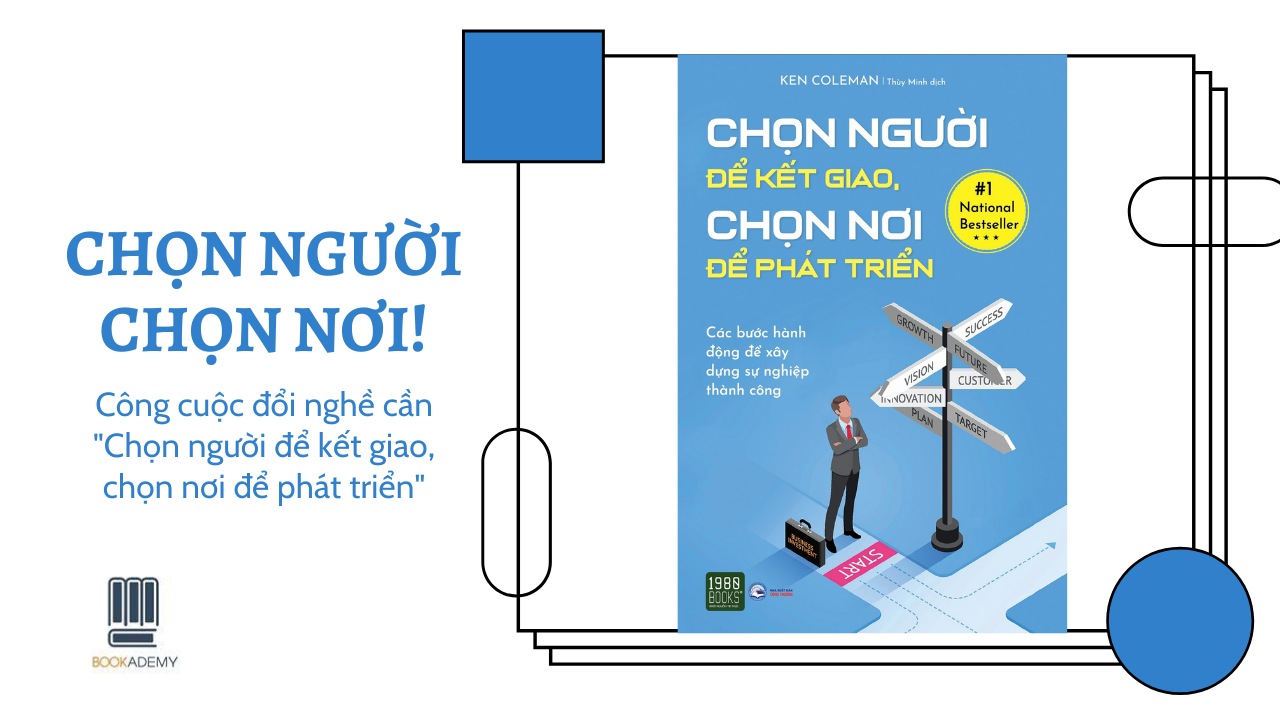 CHỌN NGƯỜI
CHỌN NƠI!
Công cuộc đổi nghề cần
"Chọn người để kết giao,
chọn nơi để phát triển"
BOOKADEMY
KEN COLEMAN | Thùy Minh dịch
CHỌN NGƯỜI
ĐỂ KẾT GIAO,
CHỌN NƠI
ĐỂ PHÁT TRIỂN
#1
National
Bestseller
Các bước hành
động để xây
dựng sự nghiệp
thành công
GROWTH
SUCCESS
FUTURE
VISION
CUSTOMER
INNOVATION
PLAN
TARGET
BUSINESS
INVESTMENT
START
1980
BOOKS